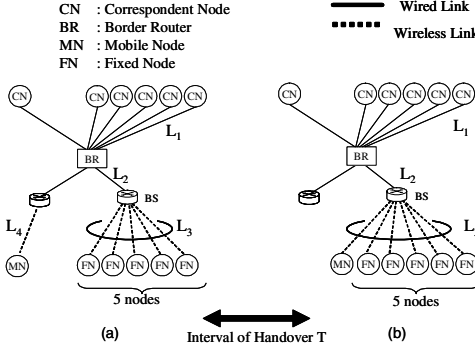 CN : Correspondent Node
BR : Border Router
MN : Mobile Node
FN : Fixed Node
Wired Link
Wireless Link
CN CN CN CN CN CN
L1
BR
L2
BS
L4
L3
MN FN FN FN FN FN
5 nodes
(a)
CN CN CN CN CN CN
L1
BR
L2
BS
L
MN FN FN FN FN FN
5 nodes
(b)
Interval of Handover T